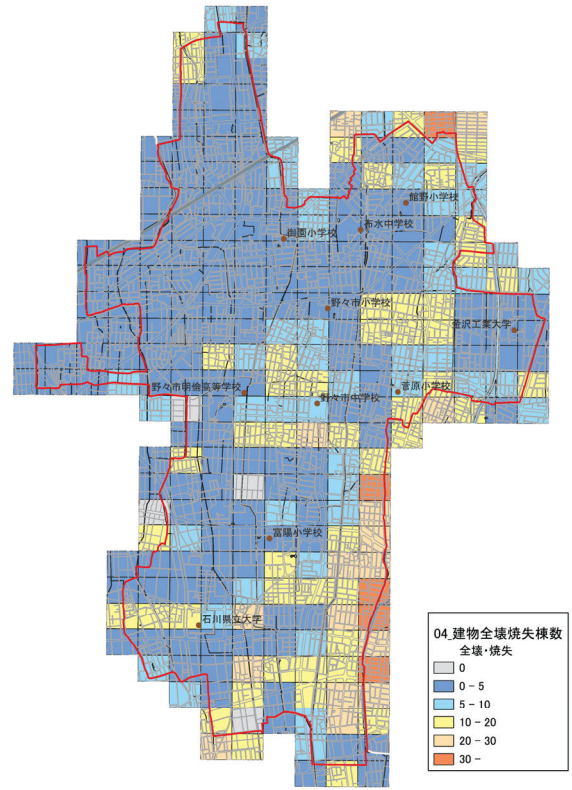 館野小学校
布水中学校
御園小学校
野々市小学校
金沢工業大学
野々市明倫高等学校
菅原小学校
野々市中学校
富陽小学校
石川県立大学
04_建物全壊焼失棟数
全壊・焼失
0
0 - 5
5 - 10
10 - 20
20 - 30
30 -